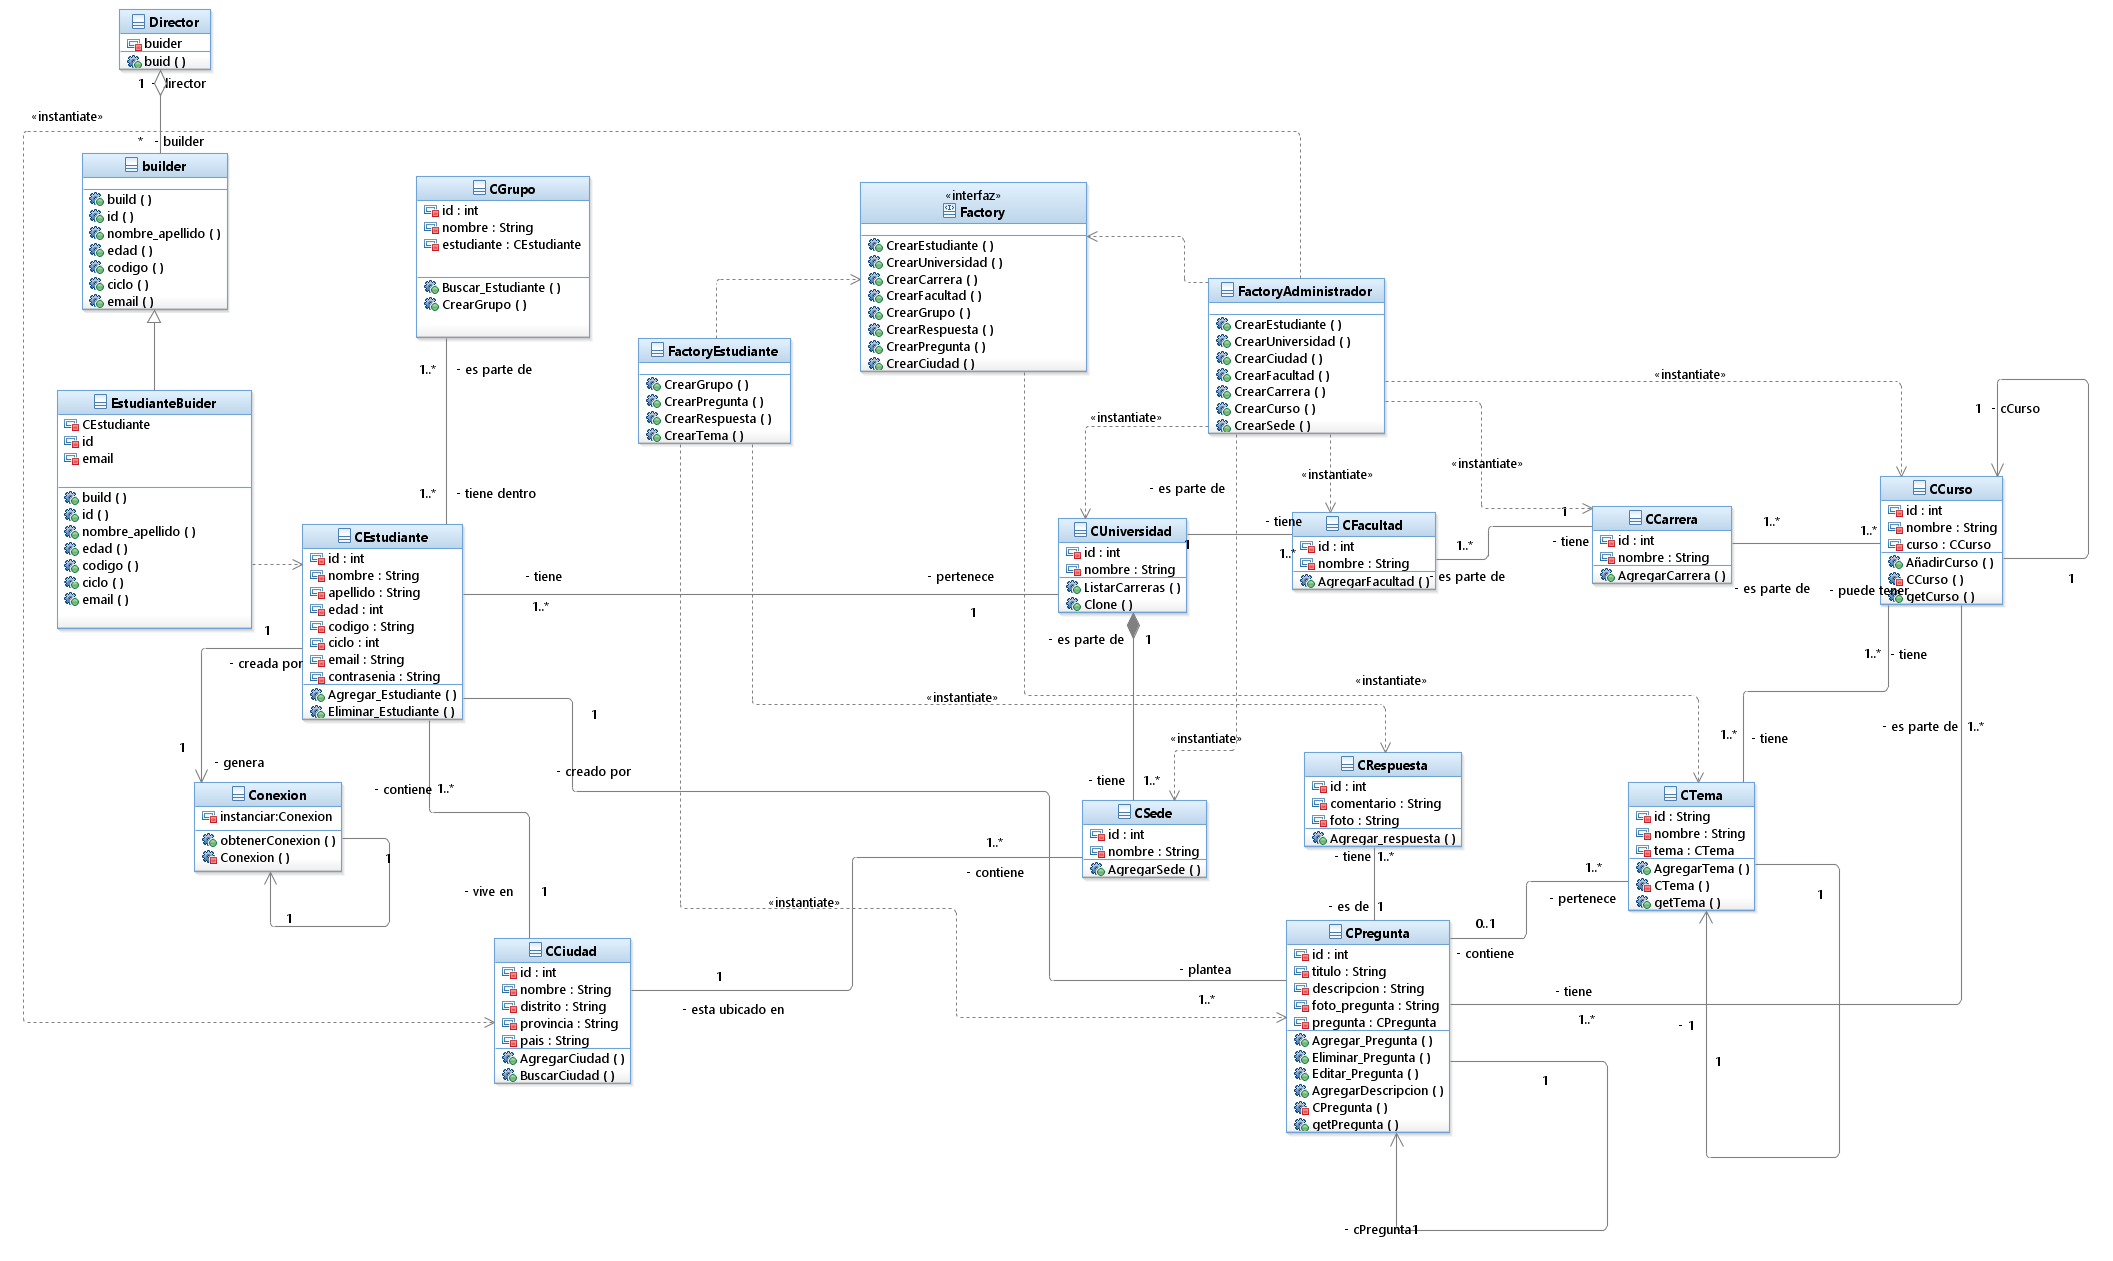 Director
buider
buid ( )
1
- director
«instantiate»
*
- builder
builder
build ( )
id ( )
nombre_apellido ( )
edad ( )
codigo ( )
ciclo ( )
email ( )
EstudianteBuider
CEstudiante
id
email
build ( )
id ( )
nombre_apellido ( )
edad ( )
codigo ( )
ciclo ( )
email ( )
CGrupo
id : int
nombre : String
estudiante : CEstudiante
Buscar_Estudiante ( )
CrearGrupo ( )
1..*
- es parte de
1..*
- tiene dentro
«interfaz»
Factory
CrearEstudiante ( )
CrearUniversidad ( )
CrearCarrera ( )
CrearFacultad ( )
CrearGrupo ( )
CrearRespuesta ( )
CrearPregunta ( )
CrearCiudad ( )
FactoryEstudiante
CrearGrupo ( )
CrearPregunta ( )
CrearRespuesta ( )
CrearTema ( )
FactoryAdministrador
CrearEstudiante ( )
CrearUniversidad ( )
CrearCiudad ( )
CrearFacultad ( )
CrearCarrera ( )
CrearCurso ( )
CrearSede ( )
«instantiate»
«instantiate»
«instantiate»
«instantiate»
1
- cCurso
CCurso
id : int
nombre : String
curso : CCurso
AñadirCurso ( )
CCurso ( )
getCurso ( )
1
CCarrera
id : int
nombre : String
AgregarCarrera ( )
1..*
1..*
- es parte de
- puede tener
CFacultad
id : int
nombre : String
AgregarFacultad ( )
1
- tiene
1..*
- es parte de
CUniversidad
id : int
nombre : String
ListarCarreras ( )
Clone ( )
- es parte de
- tiene
1
1..*
CEstudiante
id : int
nombre : String
apellido : String
edad : int
codigo : String
ciclo : int
email : String
contrasenia : String
Agregar_Estudiante ( )
Eliminar_Estudiante ( )
- tiene
1..*
- pertenece
1
1
- creada por
1
- genera
Conexion
instanciar:Conexion
obtenerConexion ( )
Conexion ( )
1
1
- contiene
1..*
- vive en
1
1
- creado por
- es parte de
1
- tiene
1..*
CSede
id : int
nombre : String
AgregarSede ( )
1..*
- contiene
«instantiate»
«instantiate»
«instantiate»
«instantiate»
CCiudad
id : int
nombre : String
distrito : String
provincia : String
pais : String
AgregarCiudad ( )
BuscarCiudad ( )
1
- esta ubicado en
CRespuesta
id : int
comentario : String
foto : String
Agregar_respuesta ( )
- tiene
1..*
- es de
1
CPregunta
id : int
titulo : String
descripcion : String
foto_pregunta : String
pregunta : CPregunta
Agregar_Pregunta ( )
Eliminar_Pregunta ( )
Editar_Pregunta ( )
AgregarDescripcion ( )
CPregunta ( )
getPregunta ( )
- plantea
1..*
0..1
- contiene
1..*
- pertenece
- tiene
1..*
1
- cPregunta
1
CTema
id : String
nombre : String
tema : CTema
AgregarTema ( )
CTema ( )
getTema ( )
1..*
- tiene
1..*
- tiene
- es parte de
1..*
1
- 1
1